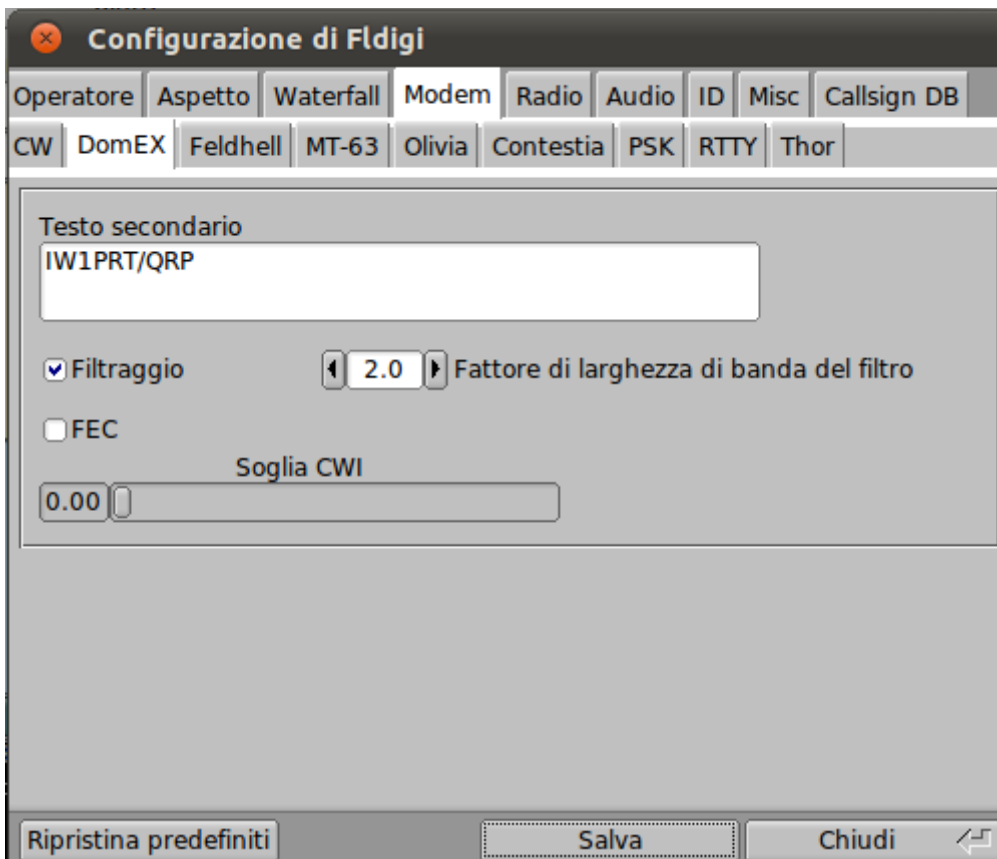 Configurazione di Fldigi
Operatore Aspetto Waterfall Modem Radio Audio ID Misc Callsign DB
CW DomEX Feldhell MT-63 Olivia Contestia PSK RTTY Thor
Testo secondario
IW1PRT/QRP
Filtraggio 2.0 Fattore di larghezza di banda del filtro
FEC
Soglia CWI
0.00
Ripristina predefiniti Salva Chiudi